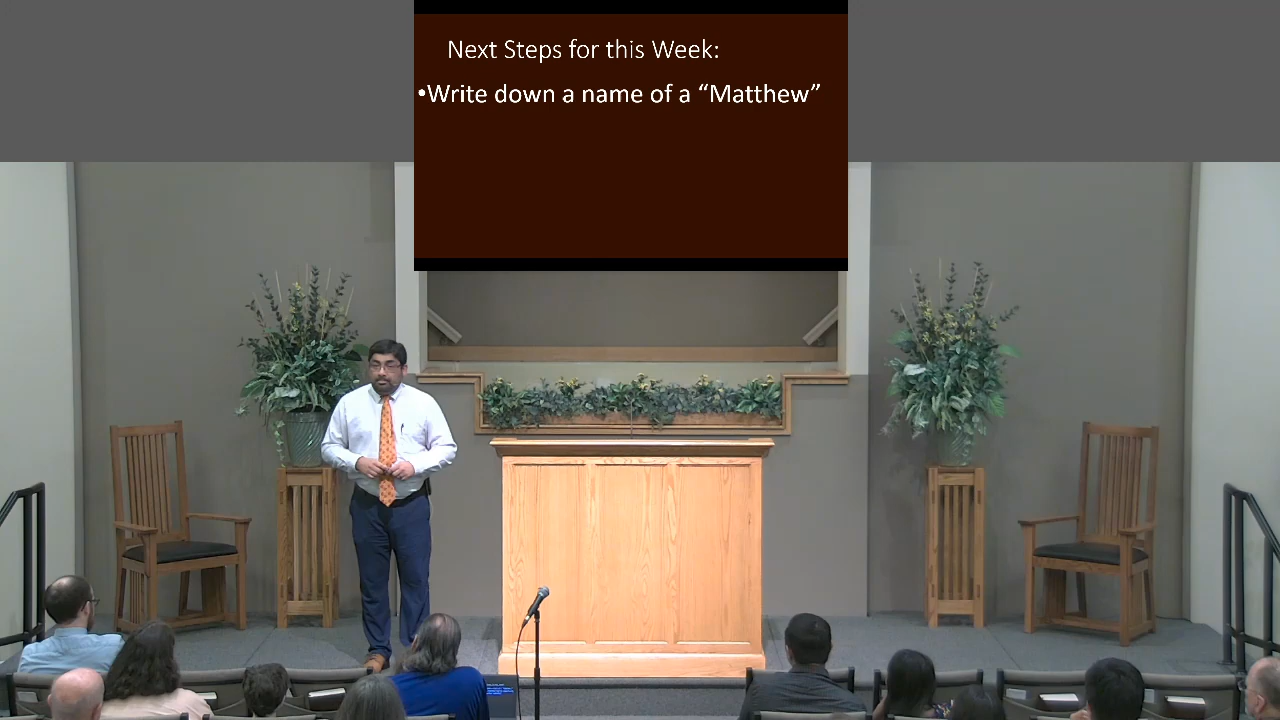 Next Steps for this Week:
•Write down a name of a “Matthew”